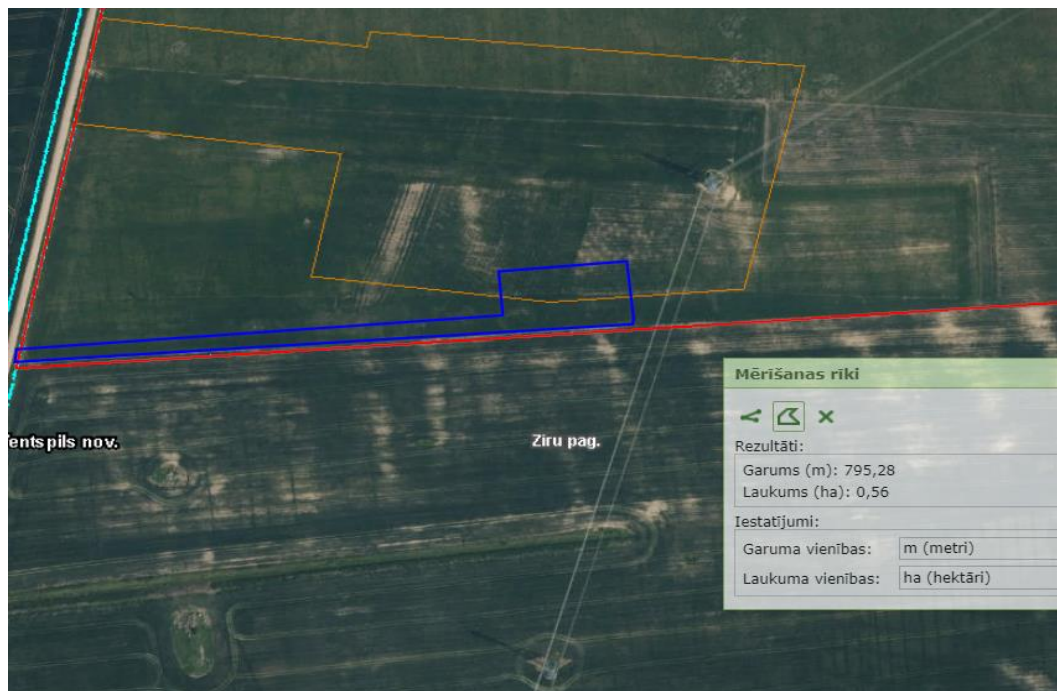 entspils nov.
Ziru pag.
Mērīšanas rīki
Rezultāti:
Garums (m): 795,28
Laukums (ha): 0,56
Iestatījumi:
Garuma vienības: m (metri)
Laukuma vienības: ha (hektāri)